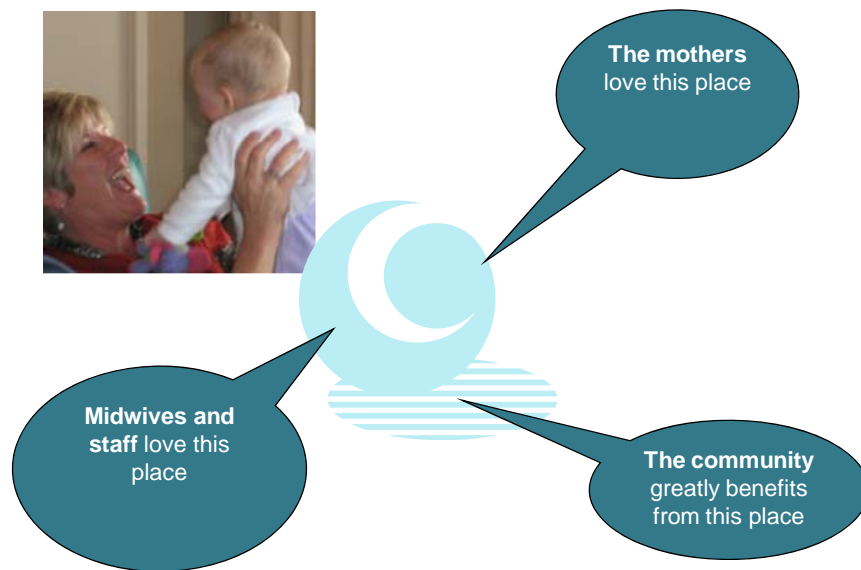 The mothers
love this place
Midwives and
staff love this
place
The community
greatly benefits
from this place